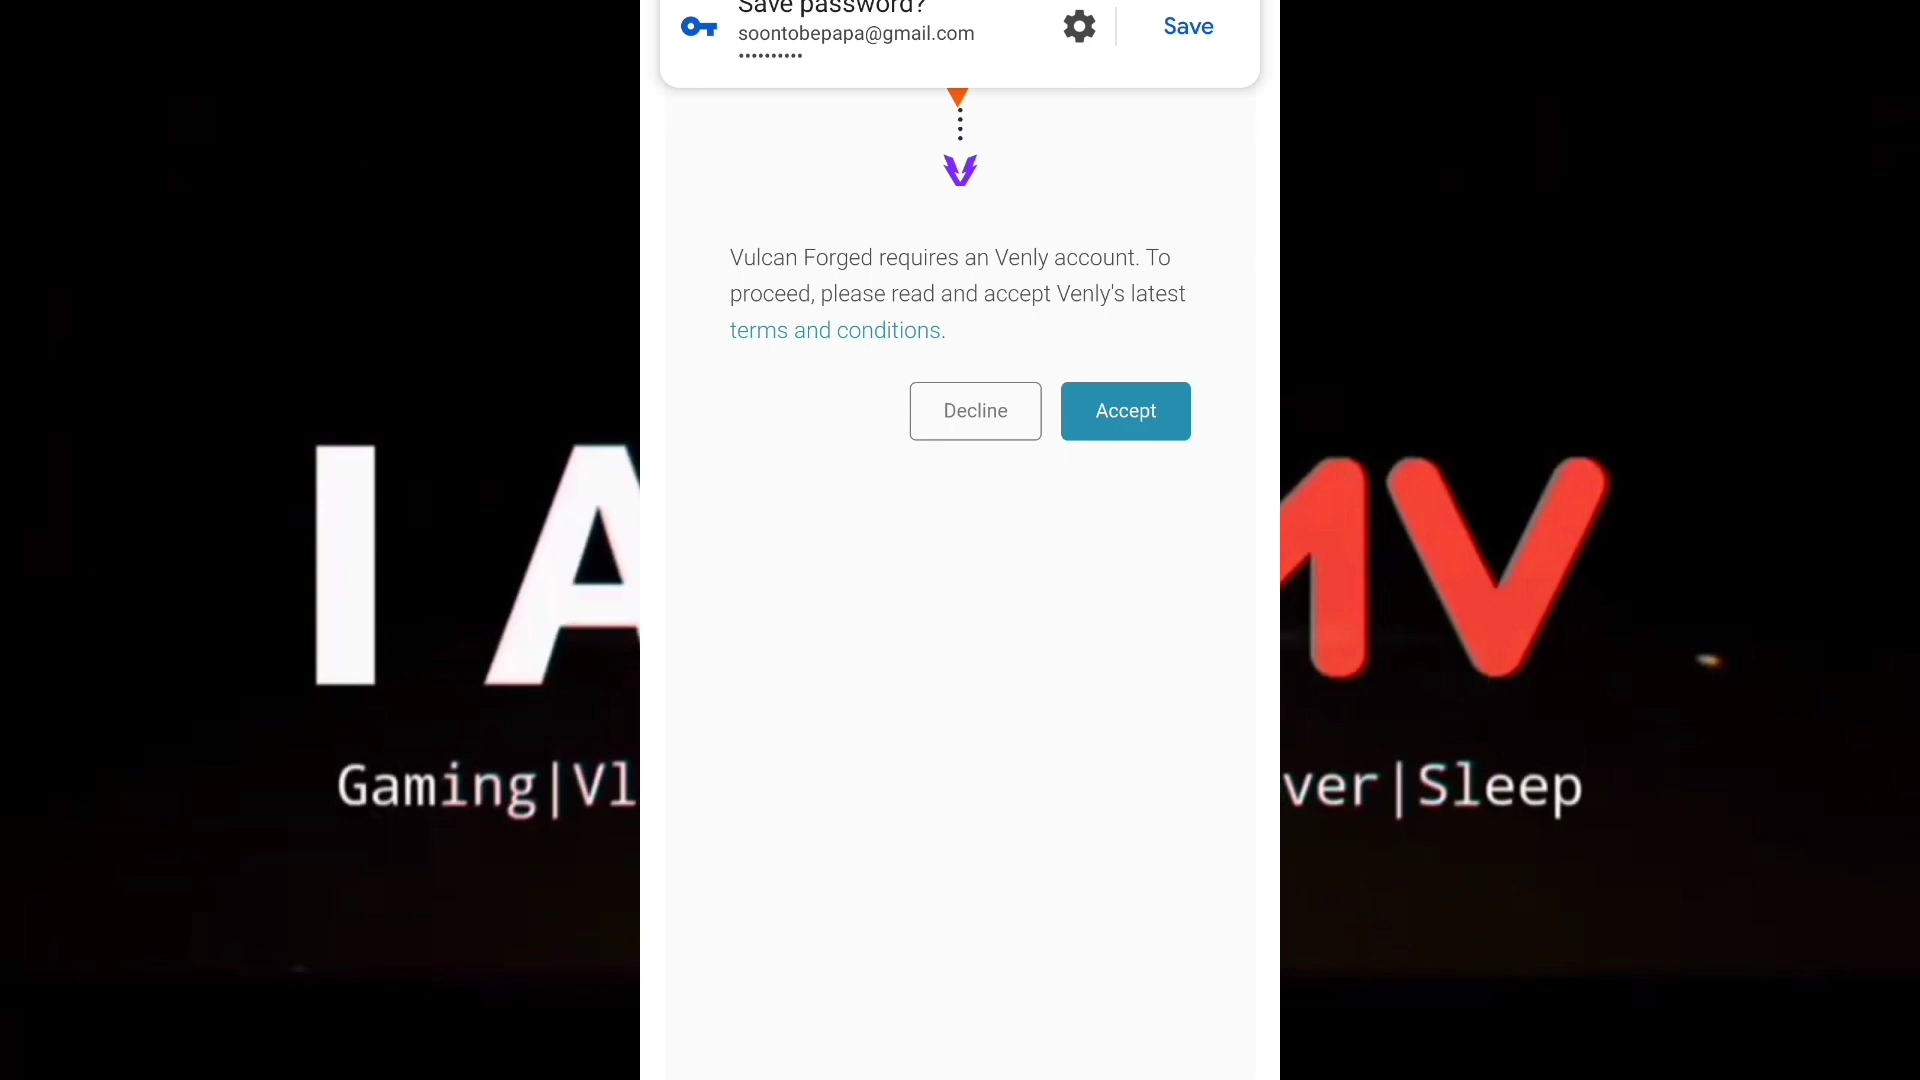 Save password?
soontobepapa@gmail.com
••••••••••
Save
Vulcan Forged requires an Venly account. To
proceed, please read and accept Venly's latest
terms and conditions.
Decline
Accept
I A
MV
Gaming|Vl
ver|Sleep